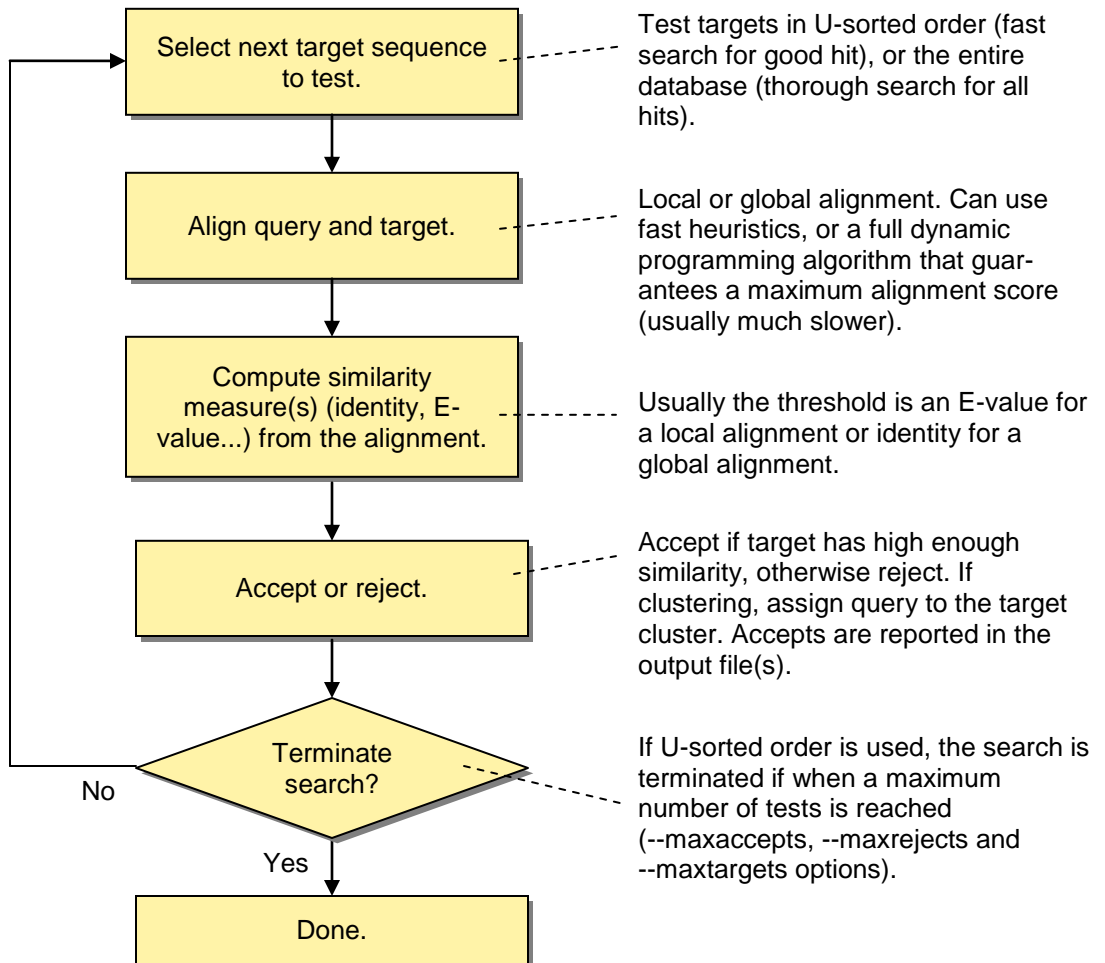 Select next target sequence
to test.
Test targets in U-sorted order (fast
search for good hit), or the entire
database (thorough search for all
hits).
Align query and target.
Local or global alignment. Can use
fast heuristics, or a full dynamic
programming algorithm that guar-
antees a maximum alignment score
(usually much slower).
Compute similarity
measure(s) (identity, E-
value...) from the alignment.
Usually the threshold is an E-value for
a local alignment or identity for a
global alignment.
Accept or reject.
Accept if target has high enough
similarity, otherwise reject. If
clustering, assign query to the target
cluster. Accepts are reported in the
output file(s).
Terminate
search?
If U-sorted order is used, the search is
terminated if when a maximum
number of tests is reached
(--maxaccepts, --maxrejects and
--maxtargets options).
No
Yes
Done.